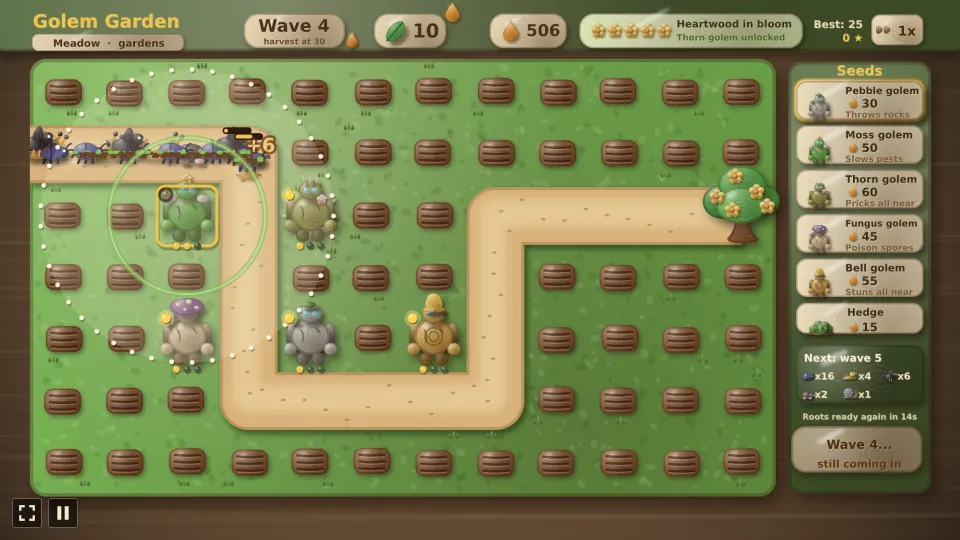 Golem Garden
Meadow · gardens
Wave 4
harvest at 30
10
506
Heartwood in bloom
Thorn golem unlocked
Best: 25
0 ★
1x
+6
Seeds
Pebble golem
30
Throws rocks
Moss golem
50
Slows pests
Thorn golem
60
Pricks all near
Fungus golem
45
Poison spores
Bell golem
55
Stuns all near
Hedge
15
Next: wave 5
x16 x4 x6
x2 x1
Roots ready again in 14s
Wave 4...
still coming in